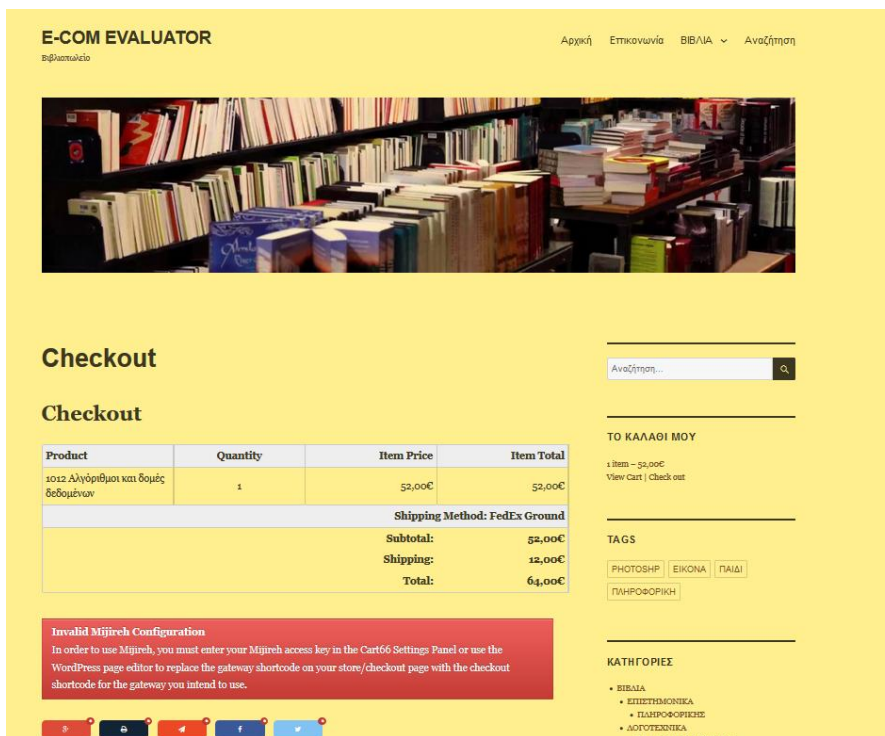 E-COM EVALUATOR
Βιβλιοπωλείο
Αρχική Επικονωνία ΒΙΒΛΙΑ Αναζήτηση
Checkout
Checkout
Product Quantity Item Price Item Total
1012 Αλγόριθμοι και δομές
δεδομένων
1 52,00€ 52,00€
Shipping Method: FedEx Ground
Subtotal: 52,00€
Shipping: 12,00€
Total: 64,00€
Invalid Mijireh Configuration
In order to use Mijireh, you must enter your Mijireh access key in the Cart66 Settings Panel or use the
WordPress page editor to replace the gateway shortcode on your store/checkout page with the checkout
shortcode for the gateway you intend to use.
Αναζήτηση...
ΤΟ ΚΑΛΑΘΙ ΜΟΥ
1 item – 52,00€
View Cart | Check out
TAGS
PHOTOSHP ΕΙΚΟΝΑ ΠΑΙΔΙ
ΠΛΗΡΟΦΟΡΙΚΗ
ΚΑΤΗΓΟΡΙΕΣ
ΒΙΒΛΙΑ
ΕΠΙΣΤΗΜΟΝΙΚΑ
ΠΛΗΡΟΦΟΡΙΚΗΣ
ΛΟΓΟΤΕΧΝΙΚΑ